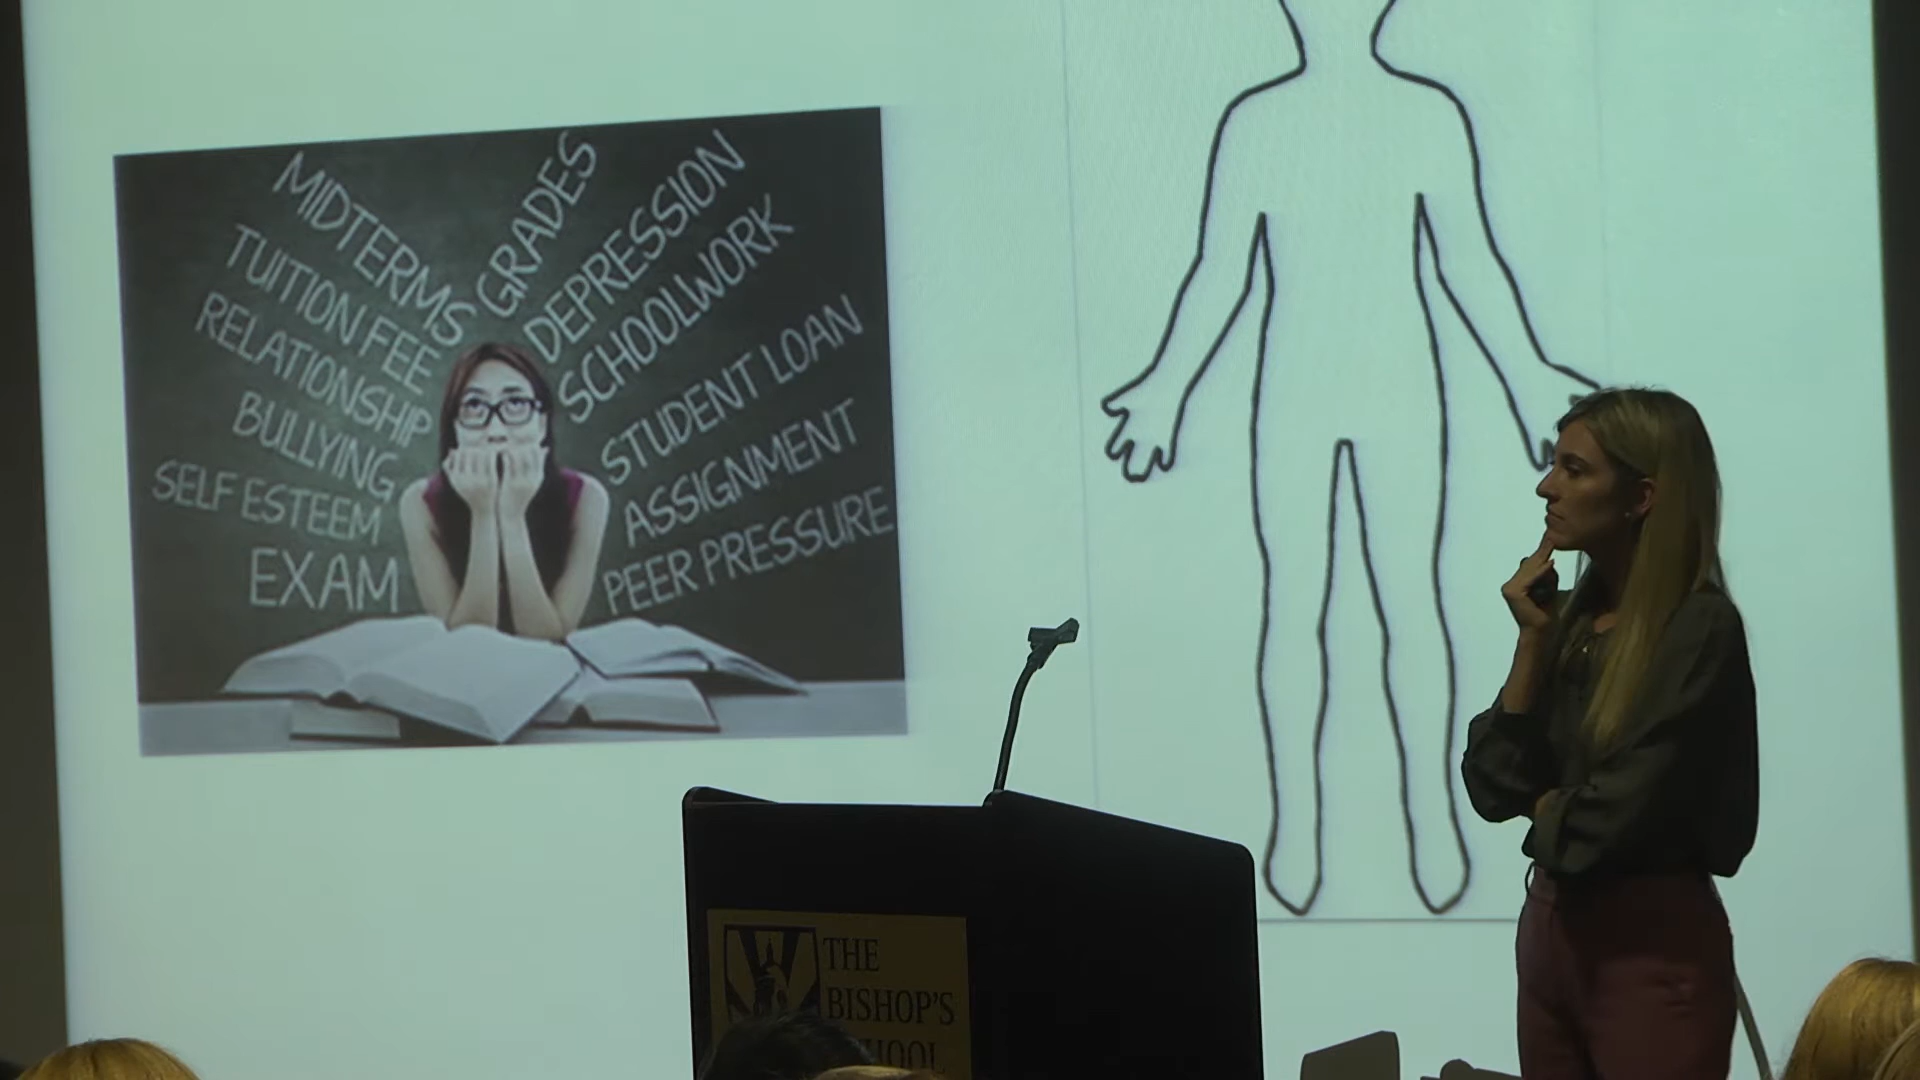 MIDTERMS
GRADES
DEPRESSION
TUITION FEE
SCHOOLWORK
RELATIONSHIP
STUDENT LOAN
BULLYING
ASSIGNMENT
SELF ESTEEM
PEER PRESSURE
EXAM
THE
BISHOP'S